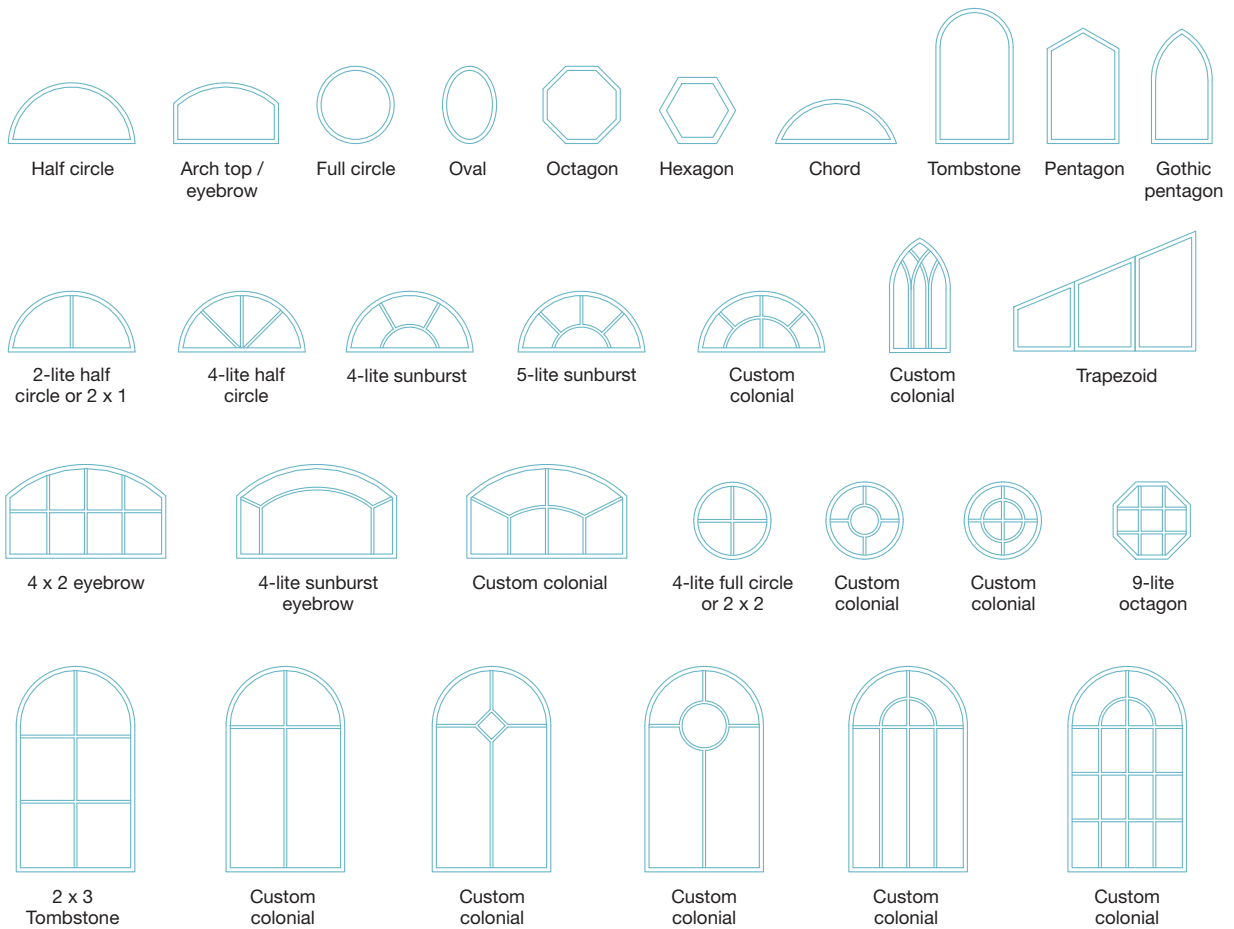 Half circle
Arch top /
eyebrow
Full circle
Oval
Octagon
Hexagon
Chord
Tombstone
Pentagon
Gothic
pentagon
2-lite half
circle or 2 x 1
4-lite half
circle
4-lite sunburst
5-lite sunburst
Custom
colonial
Custom
colonial
Trapezoid
4 x 2 eyebrow
4-lite sunburst
eyebrow
Custom colonial
4-lite full circle
or 2 x 2
Custom
colonial
Custom
colonial
9-lite
octagon
2 x 3
Tombstone
Custom
colonial
Custom
colonial
Custom
colonial
Custom
colonial
Custom
colonial